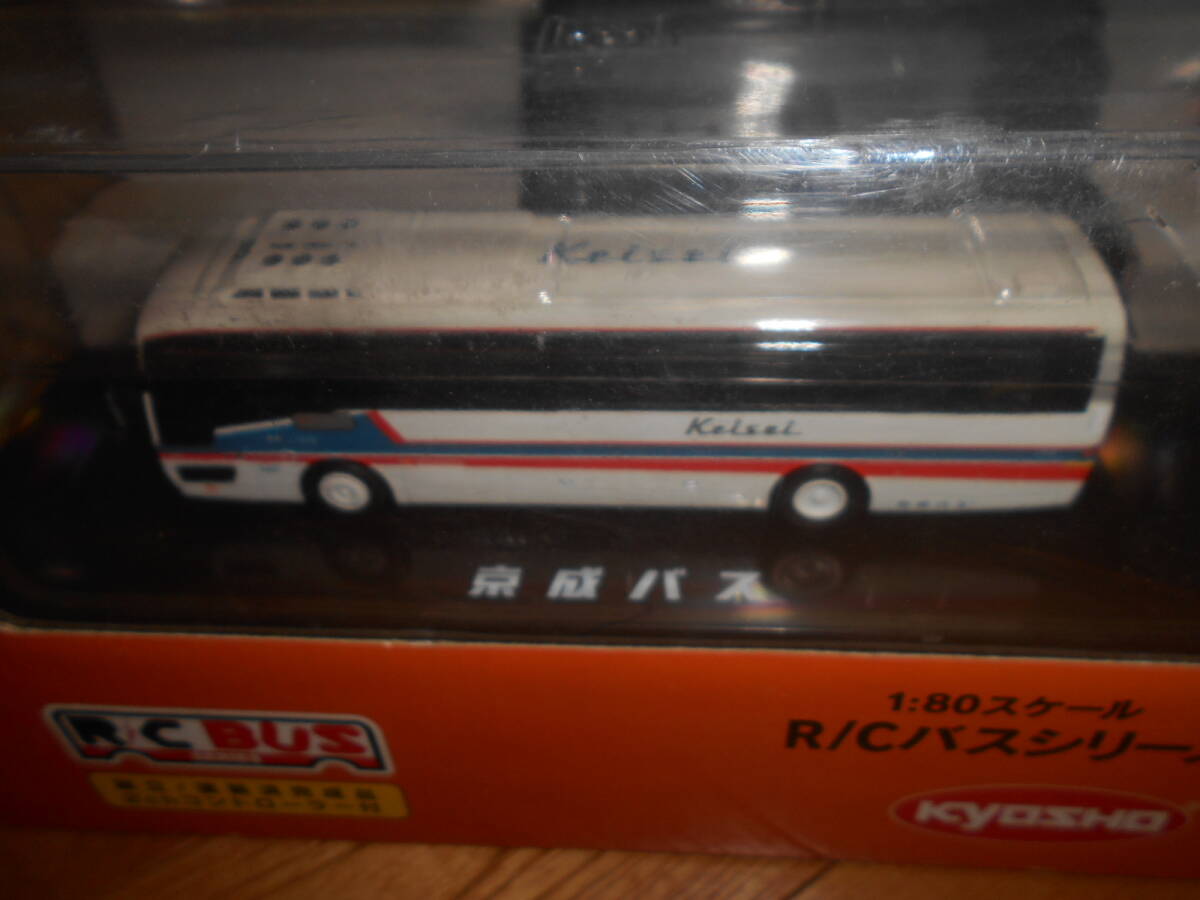 Keisei
Keisei
京成バス
R/C BUS
1:80スケール
R/Cバスシリー
KYOSHO